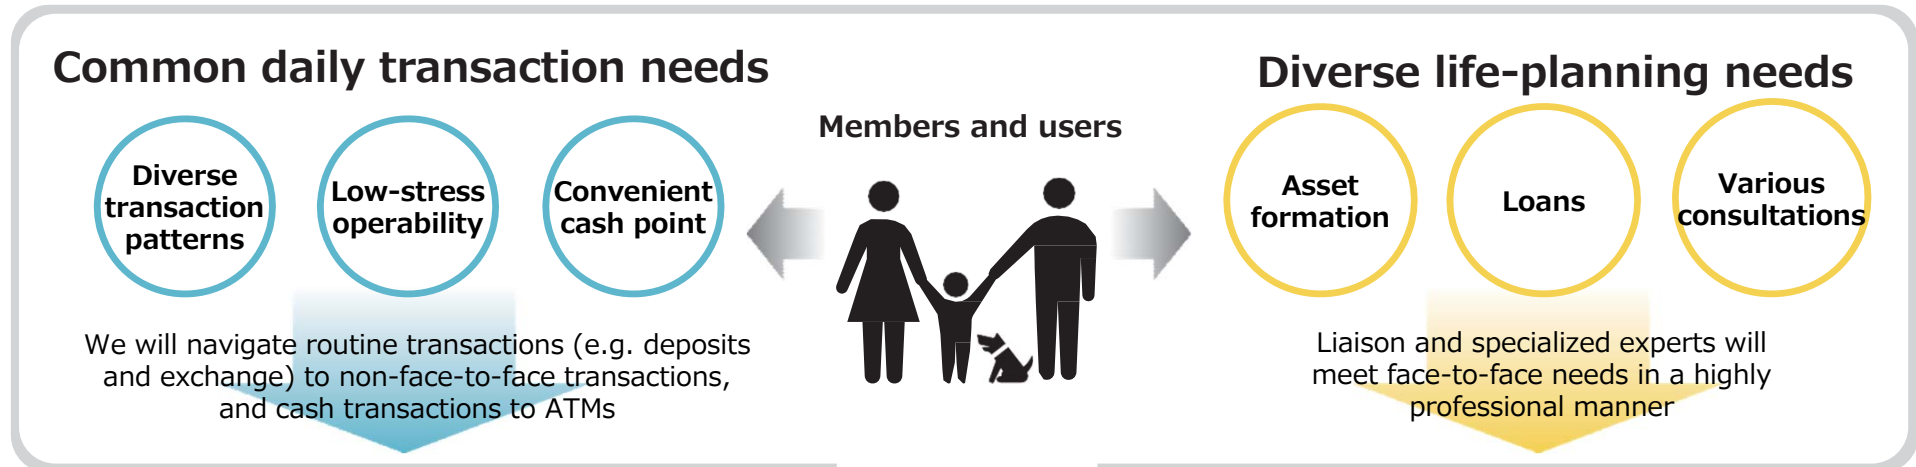 Common daily transaction needs
Diverse
transaction
patterns
Low-stress
operability
Convenient
cash point
We will navigate routine transactions (e.g. deposits
and exchange) to non-face-to-face transactions,
and cash transactions to ATMs
Members and users
Diverse life-planning needs
Asset
formation
Loans
Various
consultations
Liaison and specialized experts will
meet face-to-face needs in a highly
professional manner